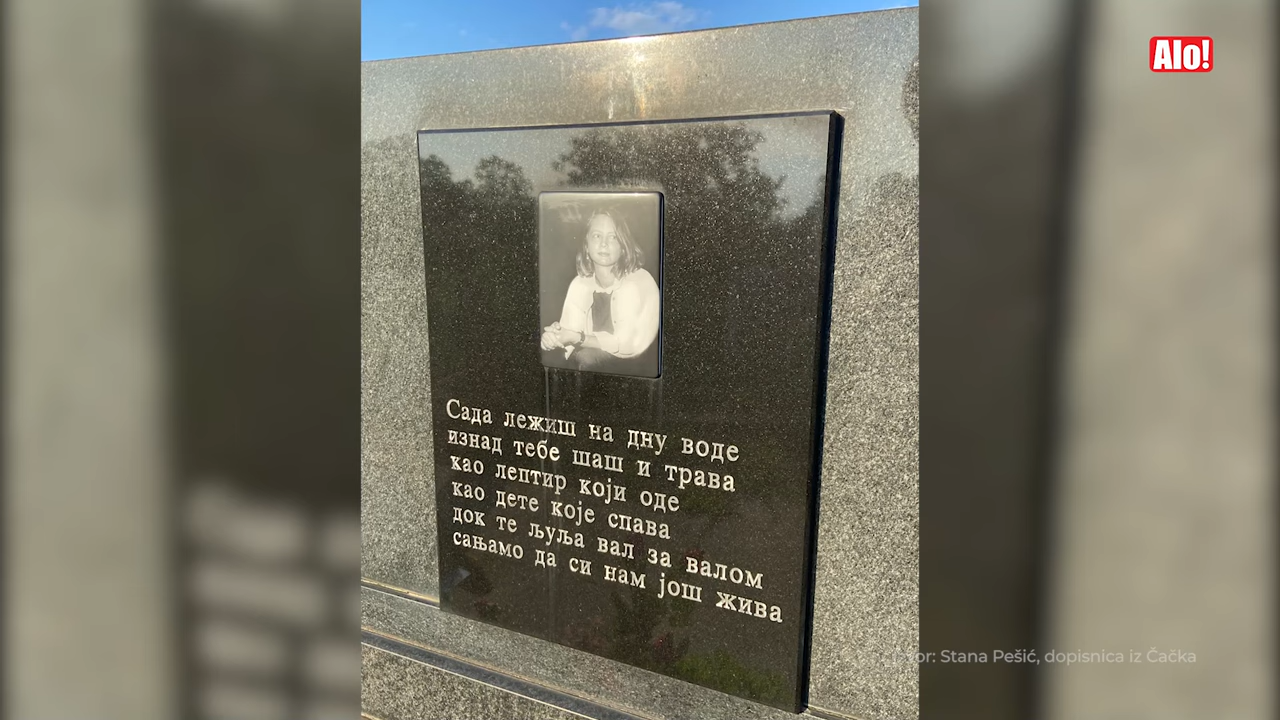 Alo!
Сада лежиш на дну воде
изнад тебе шаш и трава
као лептир који оде
као дете које спава
док те љуља вал за валом
сањамо да си нам још жива
Stana Pešić, dopisnica iz Čačka